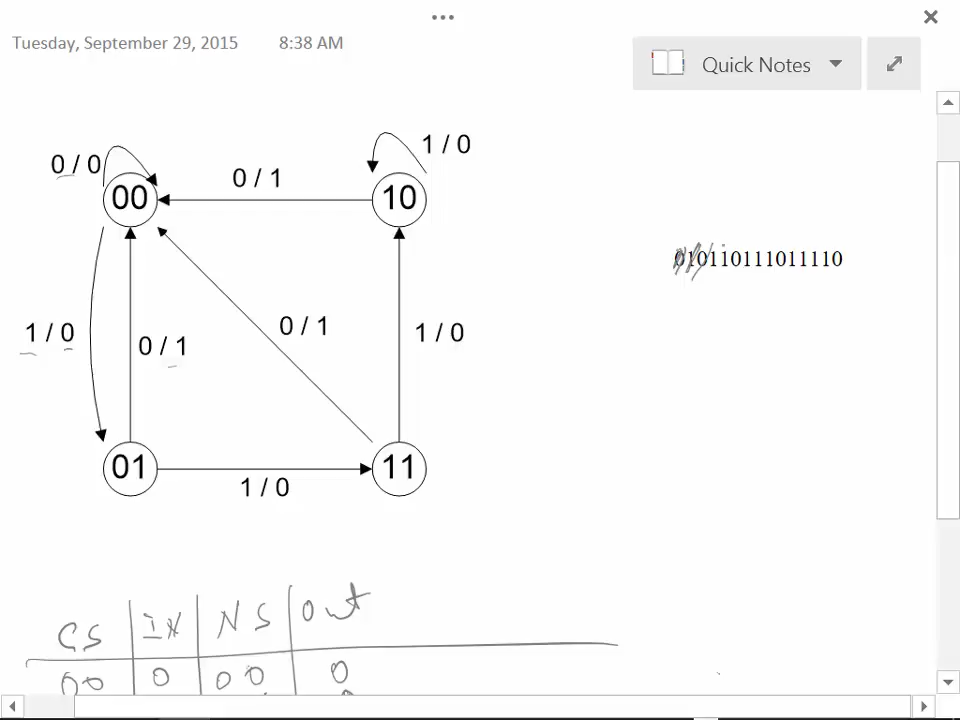 Tuesday, September 29, 2015 8:38 AM
Quick Notes
1 / 0
0 / 0
0 / 1
00
10
010110111011110
0 / 1
1 / 0
1 / 0
0 / 1
01
11
1 / 0
CS IN NS Out
00 0 00 0